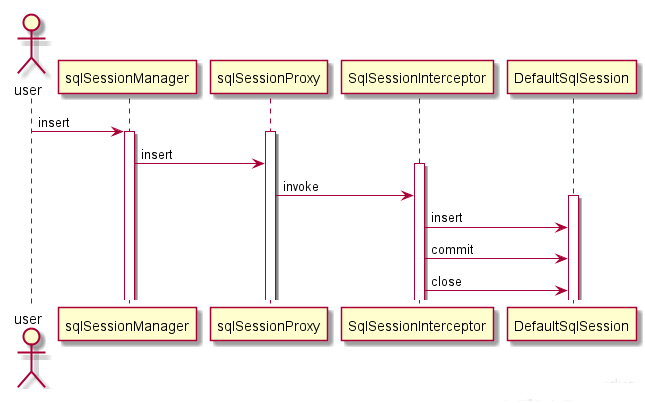 user
sqlSessionManager
sqlSessionProxy
SqlSessionInterceptor
DefaultSqlSession
insert
insert
invoke
insert
commit
close
user
sqlSessionManager
sqlSessionProxy
SqlSessionInterceptor
DefaultSqlSession